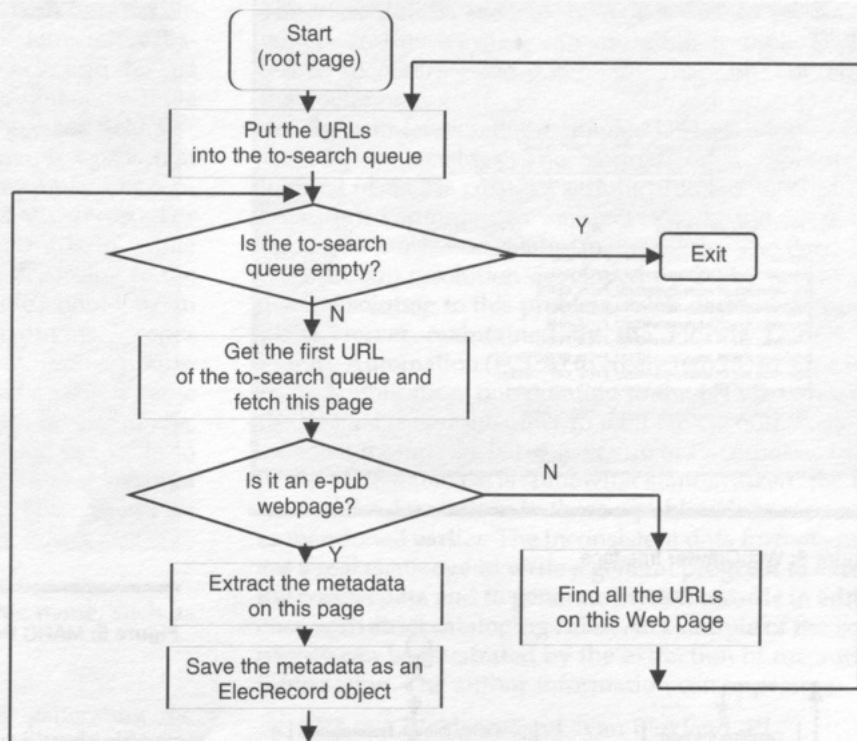 Start
(root page)
Put the URLs
into the to-search queue
Is the to-search
queue empty?
Y
Exit
N
Get the first URL
of the to-search queue and
fetch this page
Is it an e-pub
webpage?
N
Y
Extract the metadata
on this page
Find all the URLs
on this Web page
Save the metadata as an
ElecRecord object